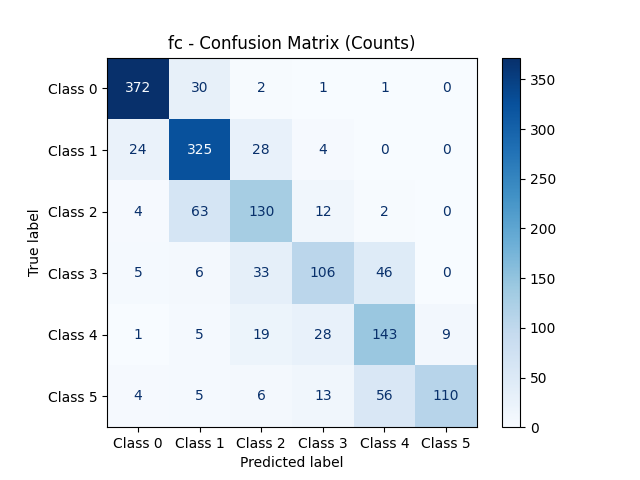 fc - Confusion Matrix (Counts)
Class 0 372 30 2 1 1 0
Class 1 24 325 28 4 0 0
Class 2 4 63 130 12 2 0
Class 3 5 6 33 106 46 0
Class 4 1 5 19 28 143 9
Class 5 4 5 6 13 56 110
Class 0 Class 1 Class 2 Class 3 Class 4 Class 5
Predicted label
True label
350
300
250
200
150
100
50
0